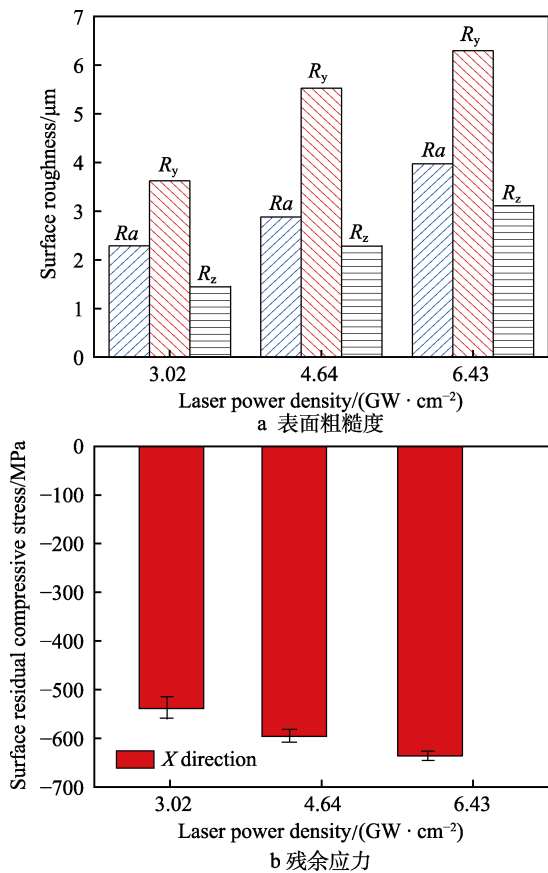 7
6
5
4
3
2
1
0
Surface roughness/μm
Ra
Ry
Rz
Ra
Ry
Rz
Ra
Ry
Rz
3.02 4.64 6.43
Laser power density/(GW · cm⁻²)
a 表面粗糙度
0
−100
−200
−300
−400
−500
−600
−700
Surface residual compressive stress/MPa
X direction
3.02 4.64 6.43
Laser power density/(GW · cm⁻²)
b 残余应力